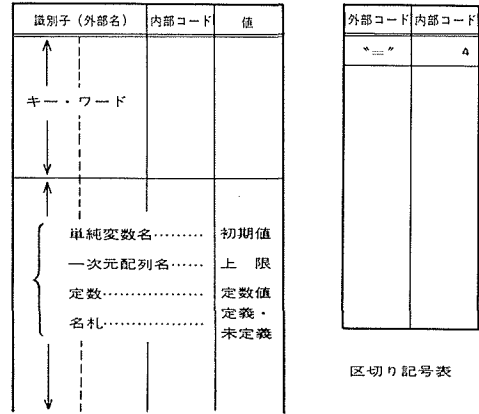 識別子(外部名) 内部コード 値
キー・ワード
単純変数名……… 初期値
一次元配列名…… 上 限
定数……………… 定数値
名札……………… 定義・
未定義
外部コード 内部コード
“=” 4
区切り記号表